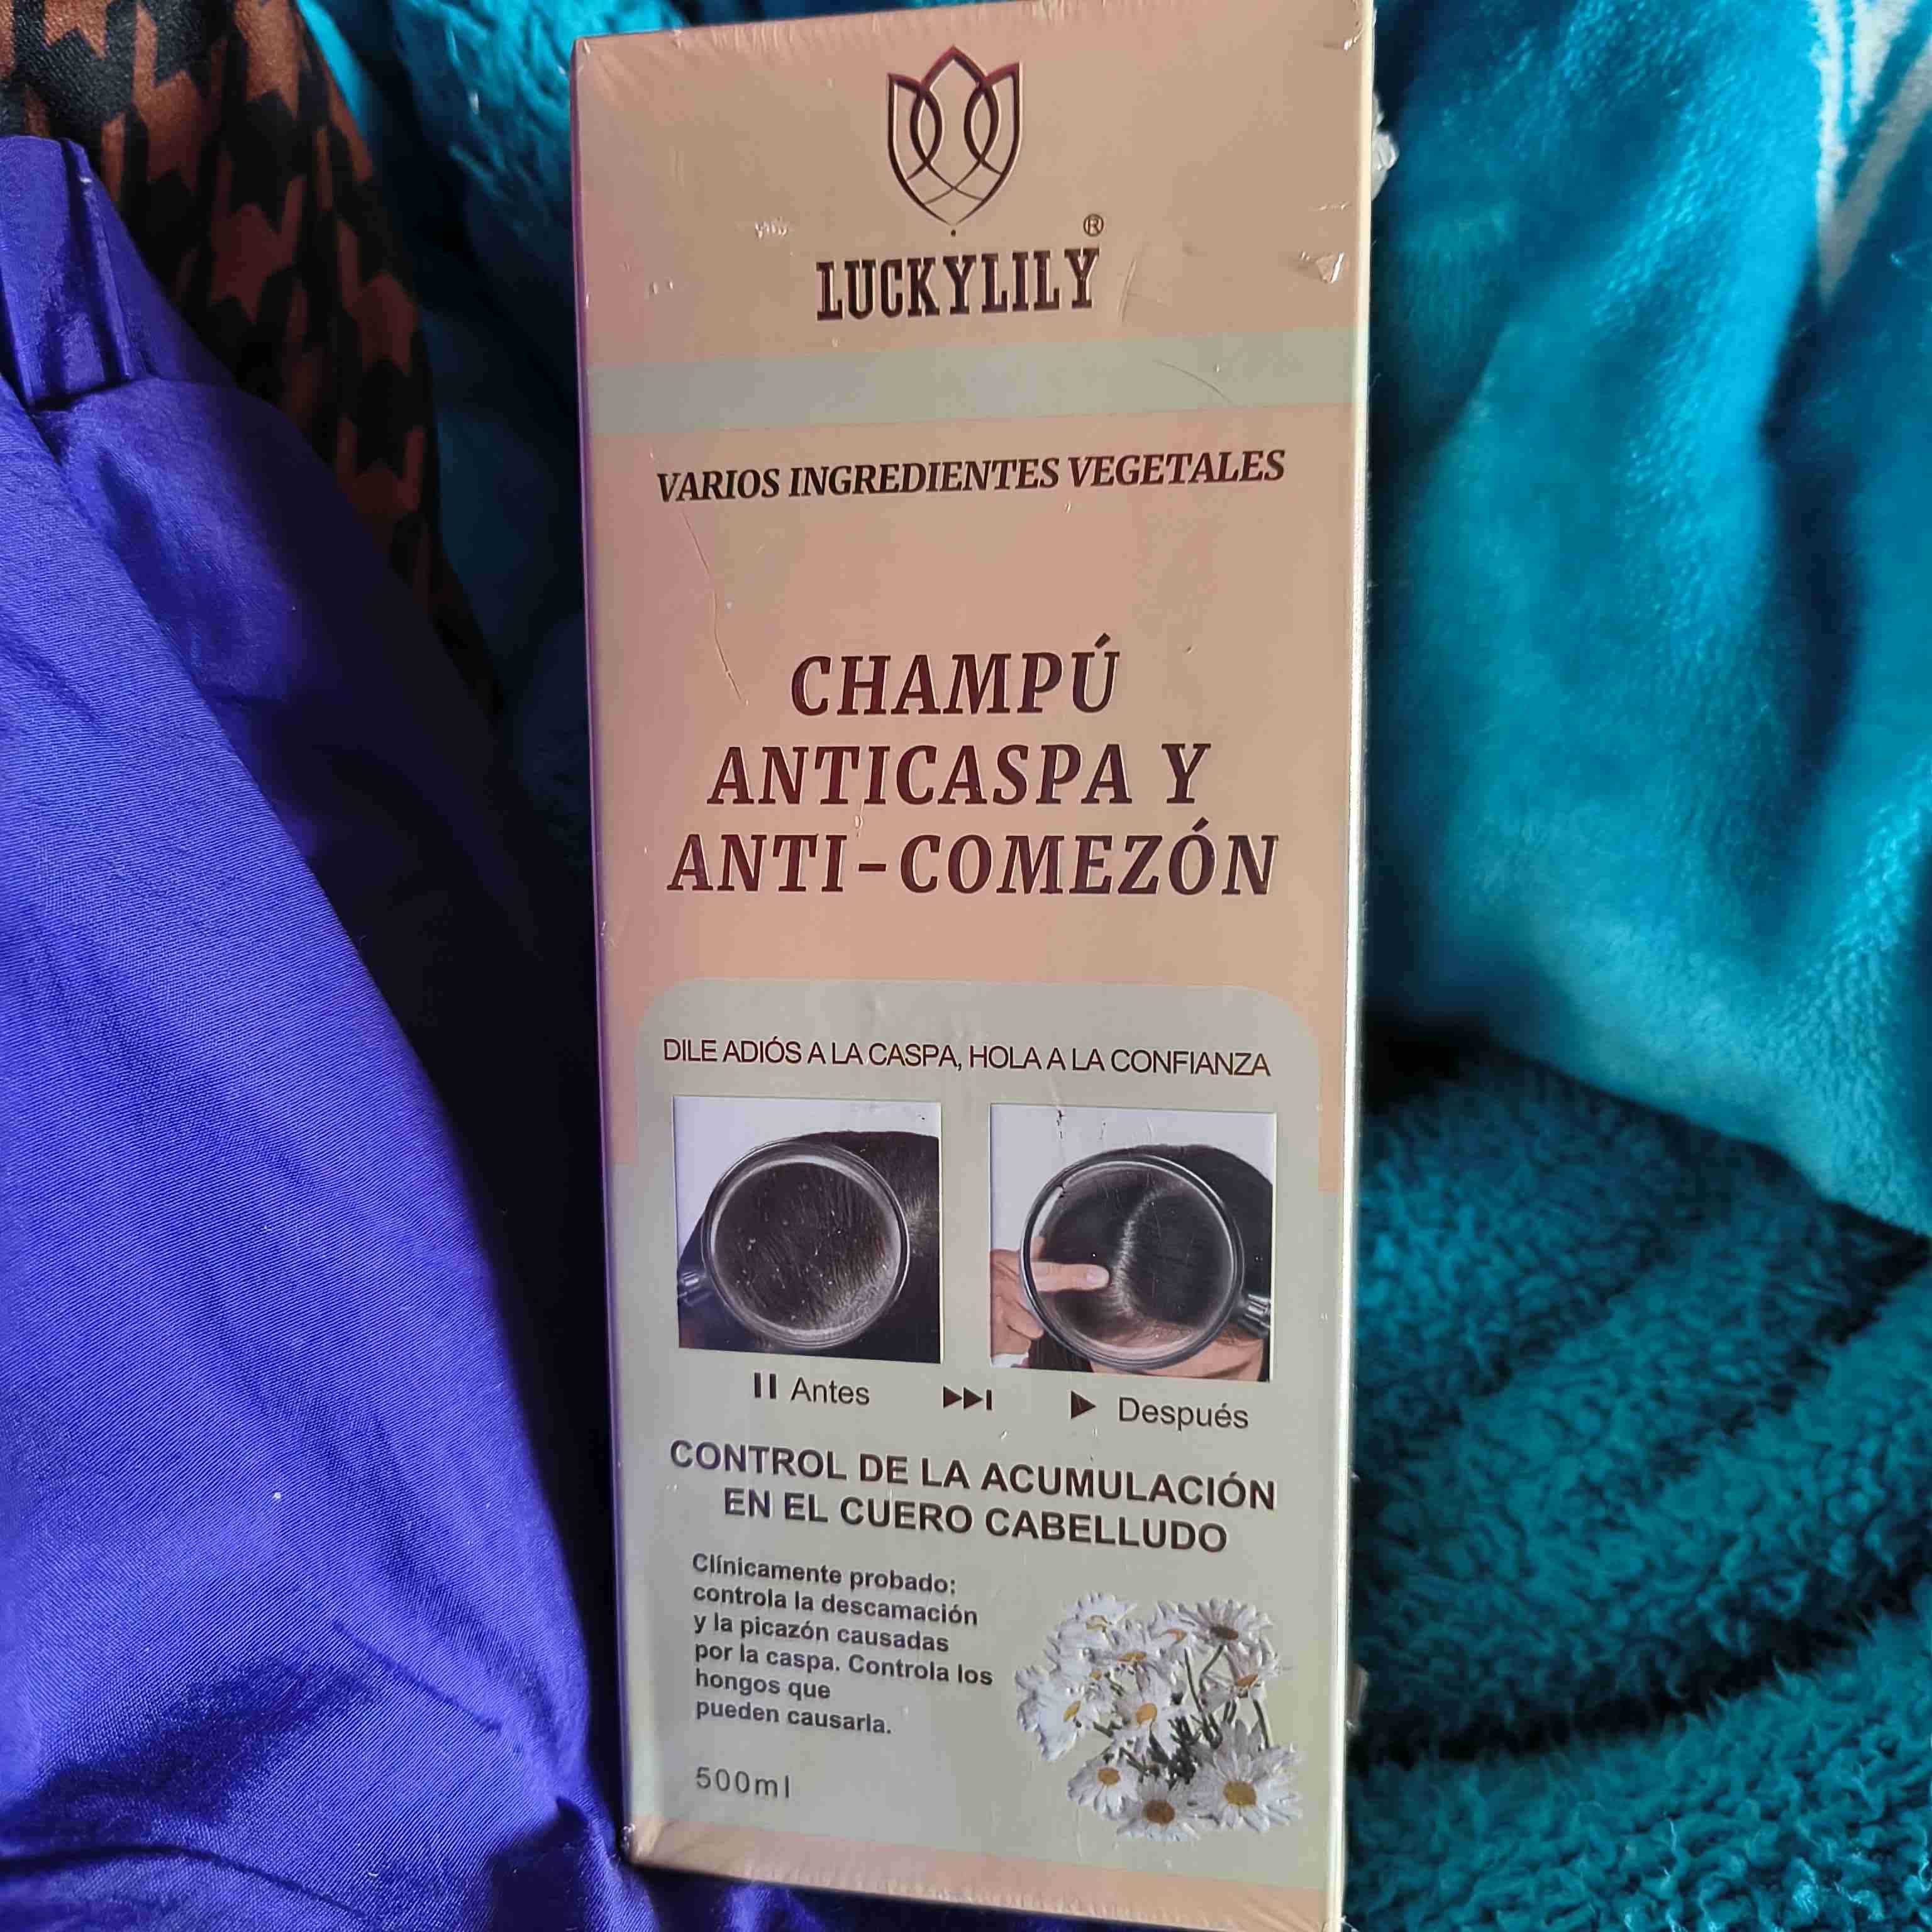 ®
LUCKYLILY
VARIOS INGREDIENTES VEGETALES
CHAMPÚ
ANTICASPA Y
ANTI-COMEZÓN
DILE ADIÓS A LA CASPA, HOLA A LA CONFIANZA
Antes
Después
CONTROL DE LA ACUMULACIÓN
EN EL CUERO CABELLUDO
Clínicamente probado:
controla la descamación
y la picazón causadas
por la caspa. Controla los
hongos que
pueden causarla.
500ml